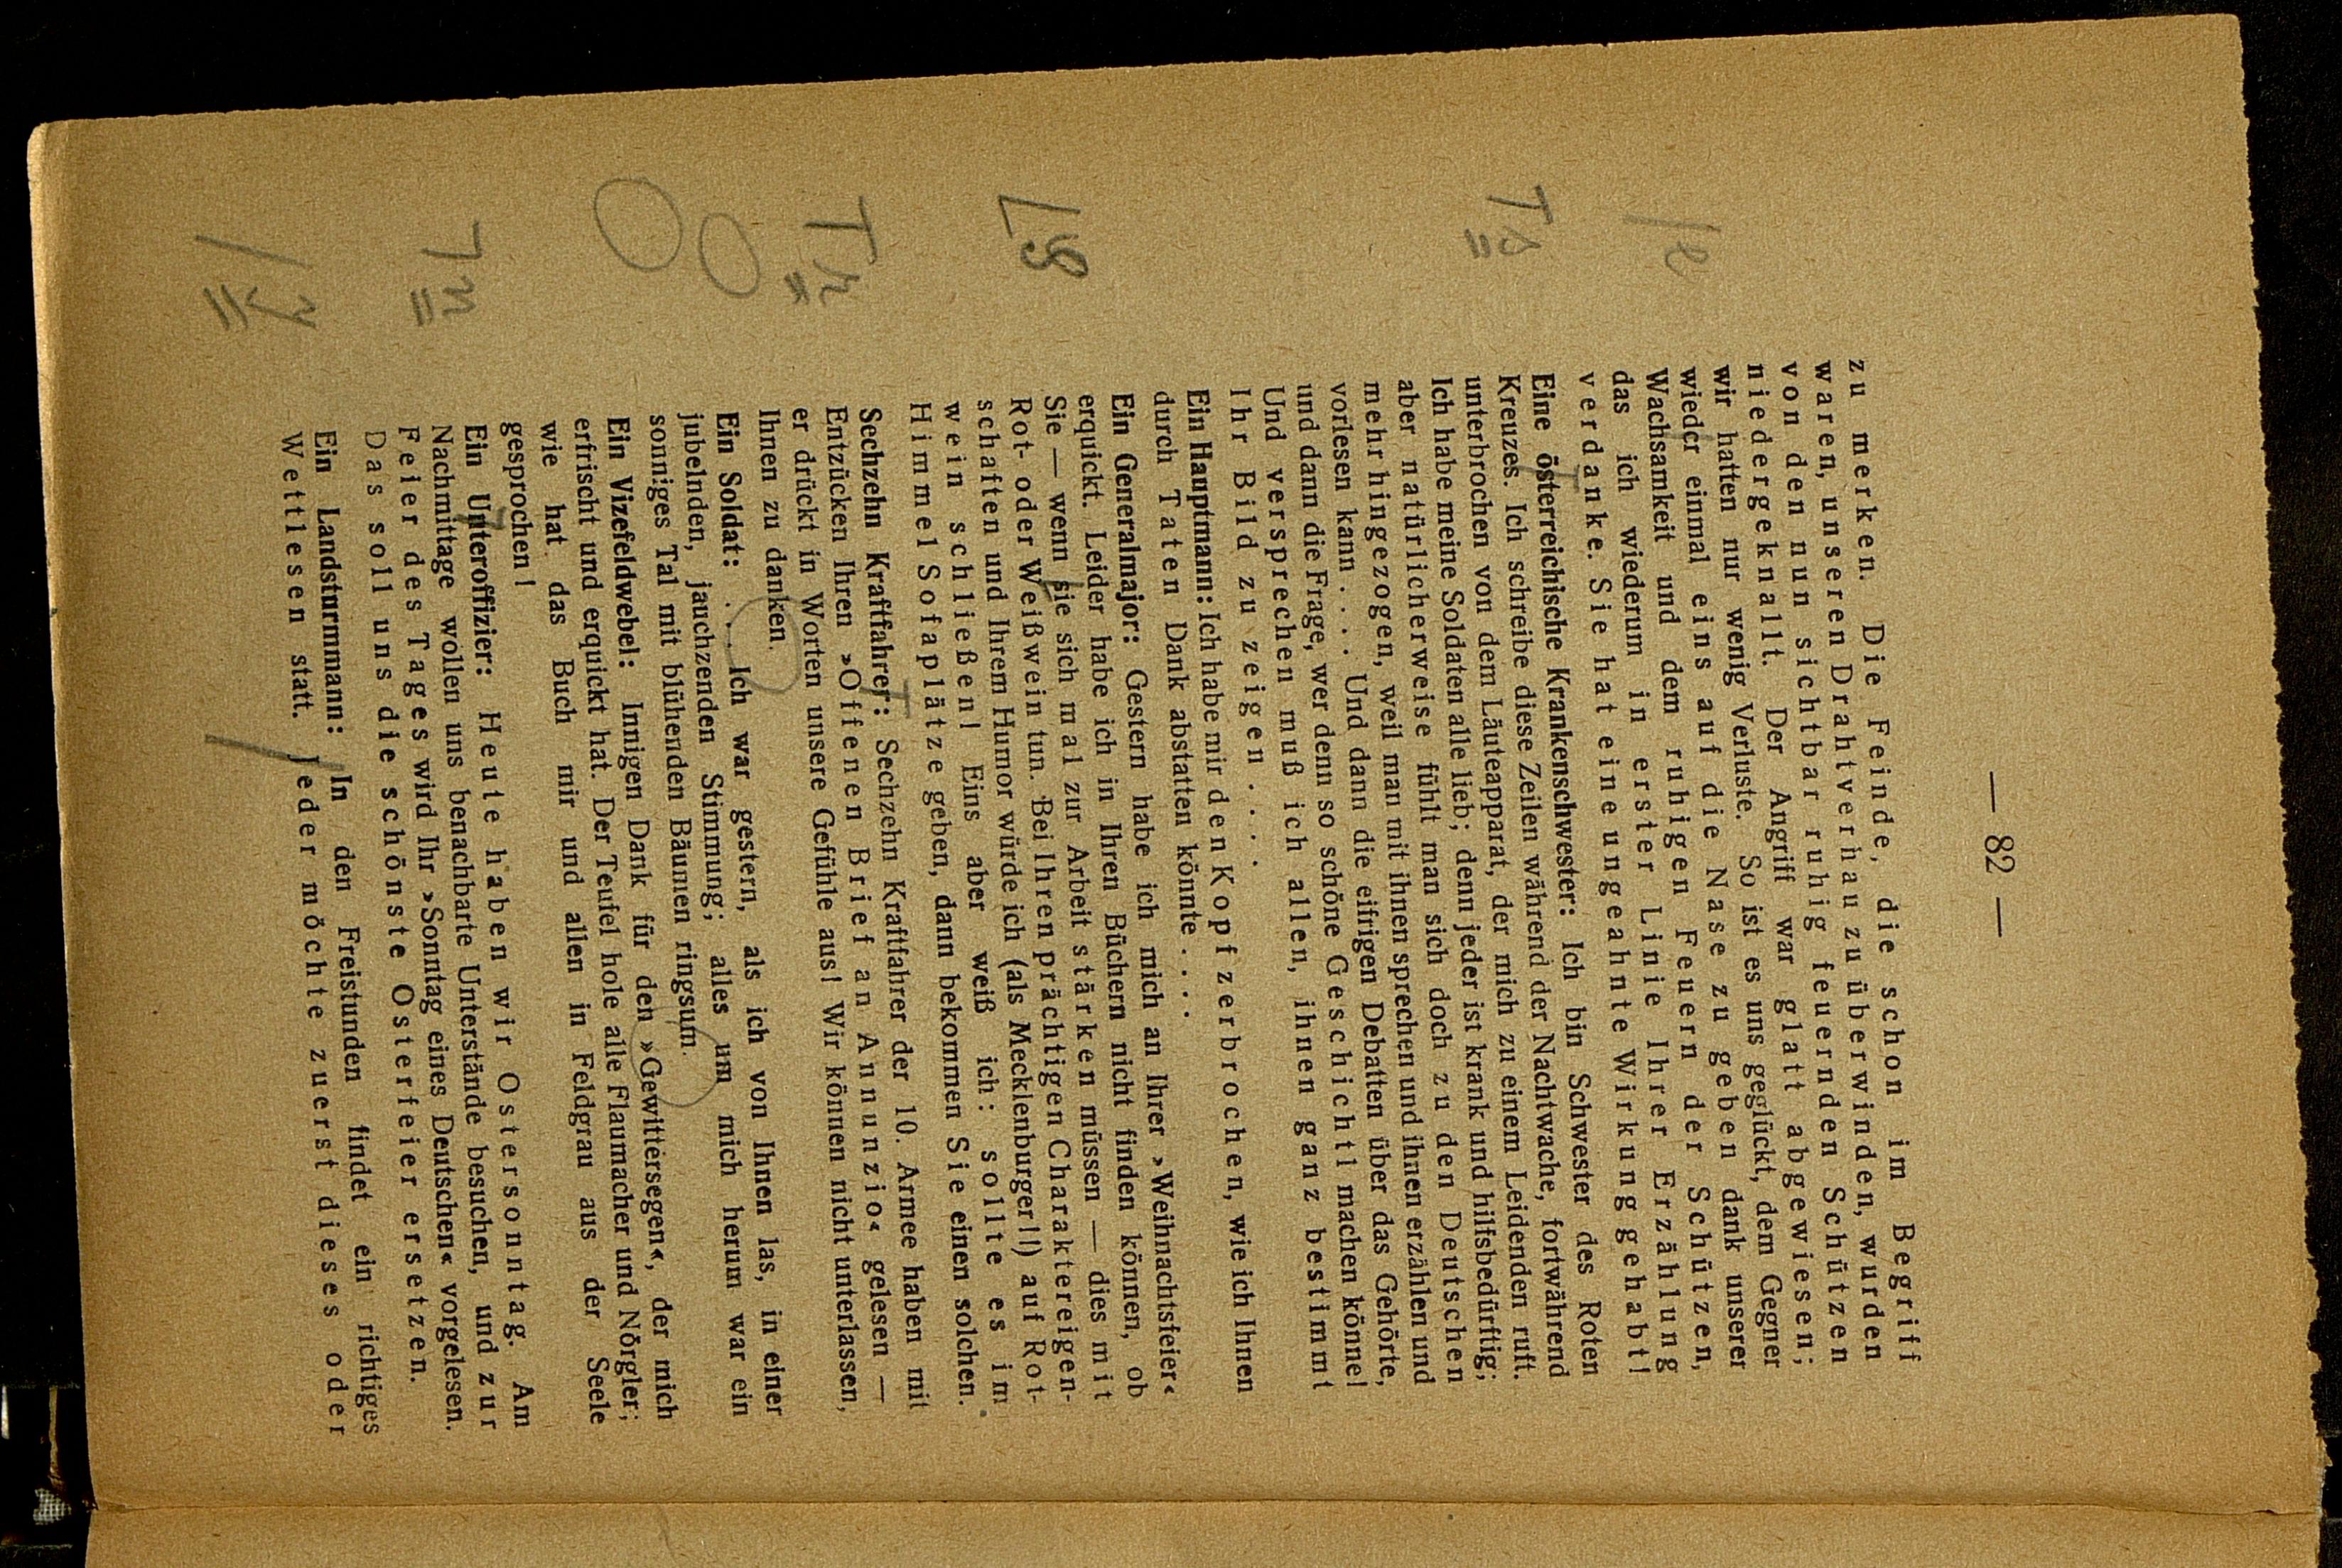 — 82 —
zu merken. Die Feinde, die schon im Begriff
waren, unseren Drahtverhau zu überwinden, wurden
von den nun sichtbar ruhig feuernden Schützen
niedergeknallt. Der Angriff war glatt abgewiesen;
wir hatten nur wenig Verluste. So ist es uns geglückt, dem Gegner
wieder einmal eins auf die Nase zu geben dank unserer
Wachsamkeit und dem ruhigen Feuern der Schützen,
das ich wiederum in erster Linie Ihrer Erzählung
verdanke. Sie hat eine ungeahnte Wirkung gehabt!
Eine österreichische Krankenschwester: Ich bin Schwester des Roten
Kreuzes. Ich schreibe diese Zeilen während der Nachtwache, fortwährend
unterbrochen von dem Läuteapparat, der mich zu einem Leidenden ruft.
Ich habe meine Soldaten alle lieb; denn jeder ist krank und hilfsbedürftig;
aber natürlicherweise fühlt man sich doch zu den Deutschen
mehr hingezogen, weil man mit ihnen sprechen und ihnen erzählen und
vorlesen kann . . . . Und dann die eifrigen Debatten über das Gehörte,
und dann die Frage, wer denn so schöne Geschichtl machen könne!
Und versprechen muß ich allen, ihnen ganz bestimmt
Ihr Bild zu zeigen . . . .
Ein Hauptmann: Ich habe mir den Kopf zerbrochen, wie ich Ihnen
durch Taten Dank abstatten könnte . . . .
Ein Generalmajor: Gestern habe ich mich an Ihrer »Weihnachtsfeier«
erquickt. Leider habe ich in Ihren Büchern nicht finden können, ob
Sie — wenn sie sich mal zur Arbeit stärken müssen — dies mit
Rot- oder Weißwein tun. Bei Ihren prächtigen Charaktereigen-
schaften und Ihrem Humor würde ich (als Mecklenburger!!) auf Rot-
wein schließen! Eins aber weiß ich: sollte es im
Himmel Sofaplätze geben, dann bekommen Sie einen solchen.
Sechzehn Kraftfahrer: Sechzehn Kraftfahrer der 10. Armee haben mit
Entzücken Ihren »Offenen Brief an Annunzio« gelesen —
er drückt in Worten unsere Gefühle aus! Wir können nicht unterlassen,
Ihnen zu danken.
Ein Soldat: . . . Ich war gestern, als ich von Ihnen las, in einer
jubelnden, jauchzenden Stimmung; alles um mich herum war ein
sonniges Tal mit blühenden Bäumen ringsum.
Ein Vizefeldwebel: Innigen Dank für den »Gewittersegen«, der mich
erfrischt und erquickt hat. Der Teufel hole alle Flaumacher und Nörgler;
wie hat das Buch mir und allen in Feldgrau aus der Seele
gesprochen!
Ein Unteroffizier: Heute haben wir Ostersonntag. Am
Nachmittage wollen uns benachbarte Unterstände besuchen, und zur
Feier des Tages wird Ihr »Sonntag eines Deutschen« vorgelesen.
Das soll uns die schönste Osterfeier ersetzen.
Ein Landsturmmann: In den Freistunden findet ein richtiges
Wettlesen statt. Jeder möchte zuerst dieses oder